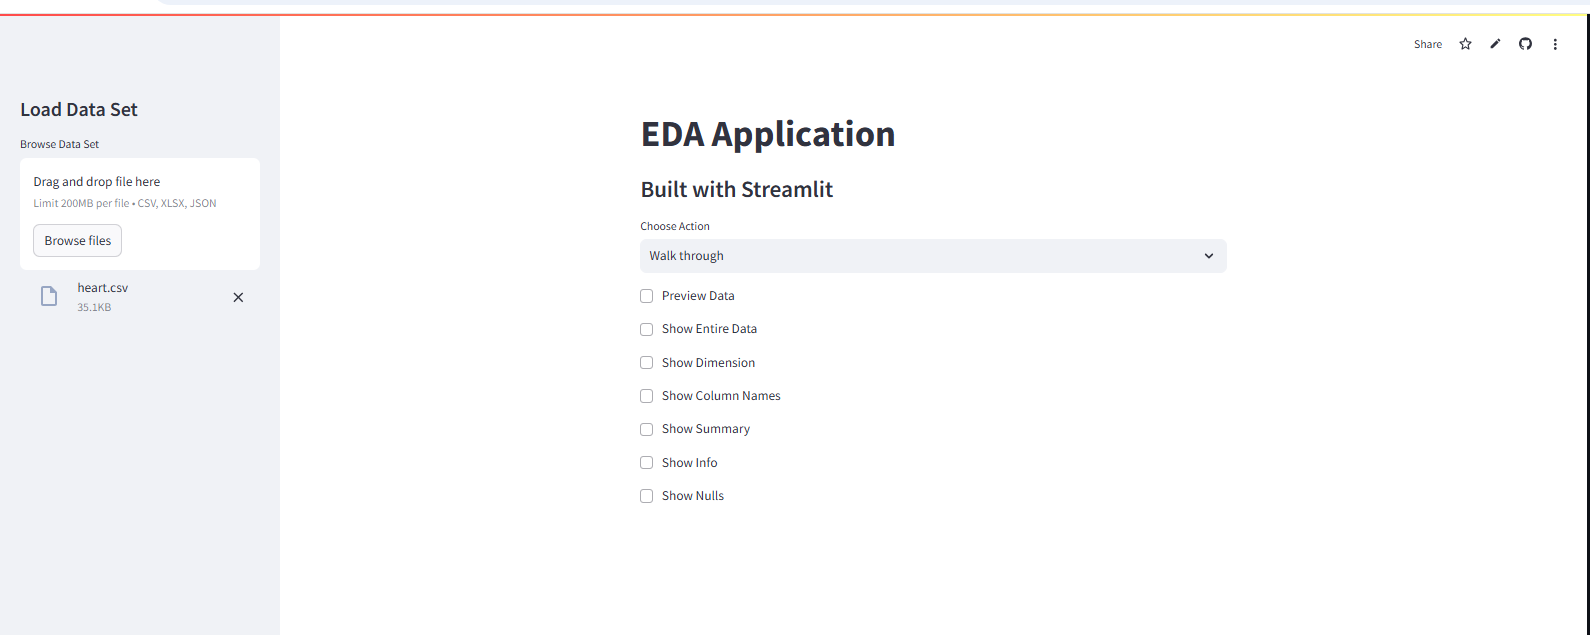 Share
Load Data Set
Browse Data Set
Drag and drop file here
Limit 200MB per file • CSV, XLSX, JSON
Browse files
heart.csv
35.1KB
EDA Application
Built with Streamlit
Choose Action
Walk through
Preview Data
Show Entire Data
Show Dimension
Show Column Names
Show Summary
Show Info
Show Nulls